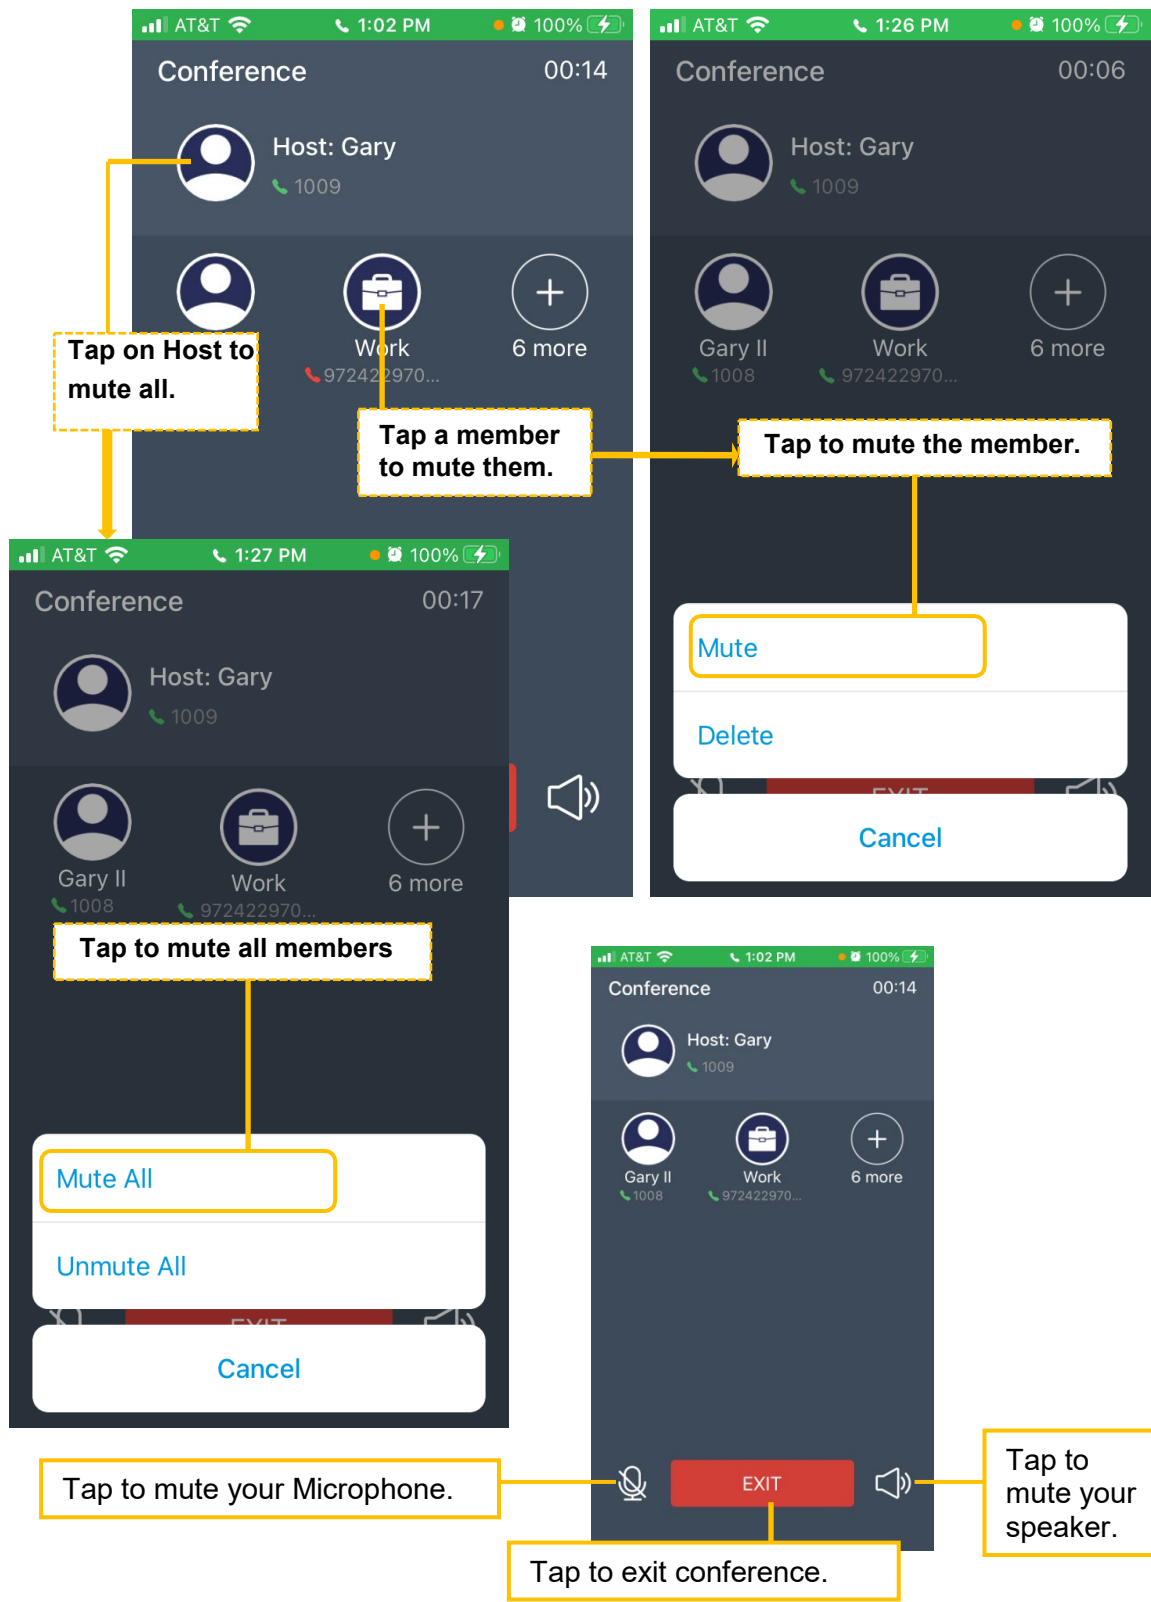 AT&T 1:02 PM 100%
Conference 00:14
Host: Gary
1009
Work 6 more
972422970...
Tap on Host to
mute all.
Tap a member
to mute them.
AT&T 1:26 PM 100%
Conference 00:06
Host: Gary
1009
Gary II Work 6 more
1008 972422970...
Tap to mute the member.
Mute
Delete
EXIT
Cancel
AT&T 1:27 PM 100%
Conference 00:17
Host: Gary
1009
Gary II Work 6 more
1008 972422970...
Tap to mute all members
Mute All
Unmute All
EXIT
Cancel
AT&T 1:02 PM 100%
Conference 00:14
Host: Gary
1009
Gary II Work 6 more
1008 972422970...
EXIT
Tap to mute your Microphone.
Tap to exit conference.
Tap to
mute your
speaker.